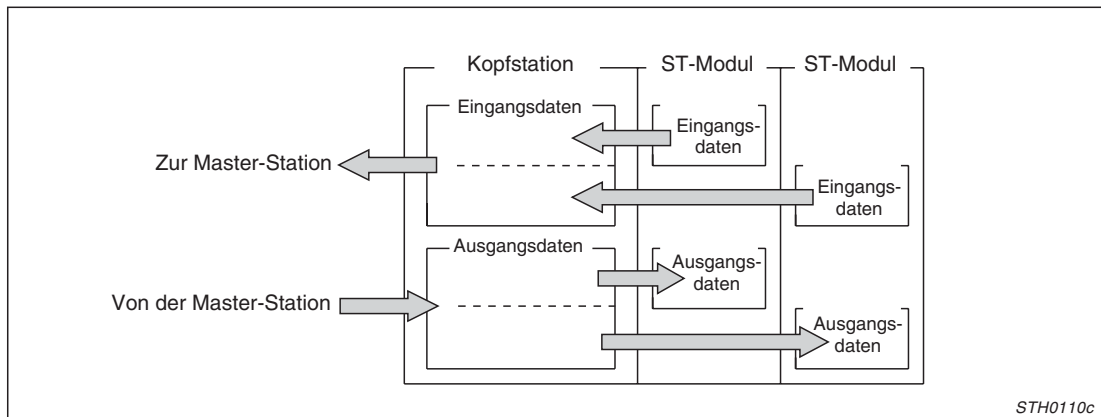 Kopfstation
ST-Modul
ST-Modul
Eingangsdaten
Eingangs-
daten
Zur Master-Station
Eingangs-
daten
Ausgangsdaten
Ausgangs-
daten
Von der Master-Station
Ausgangs-
daten
STH0110c